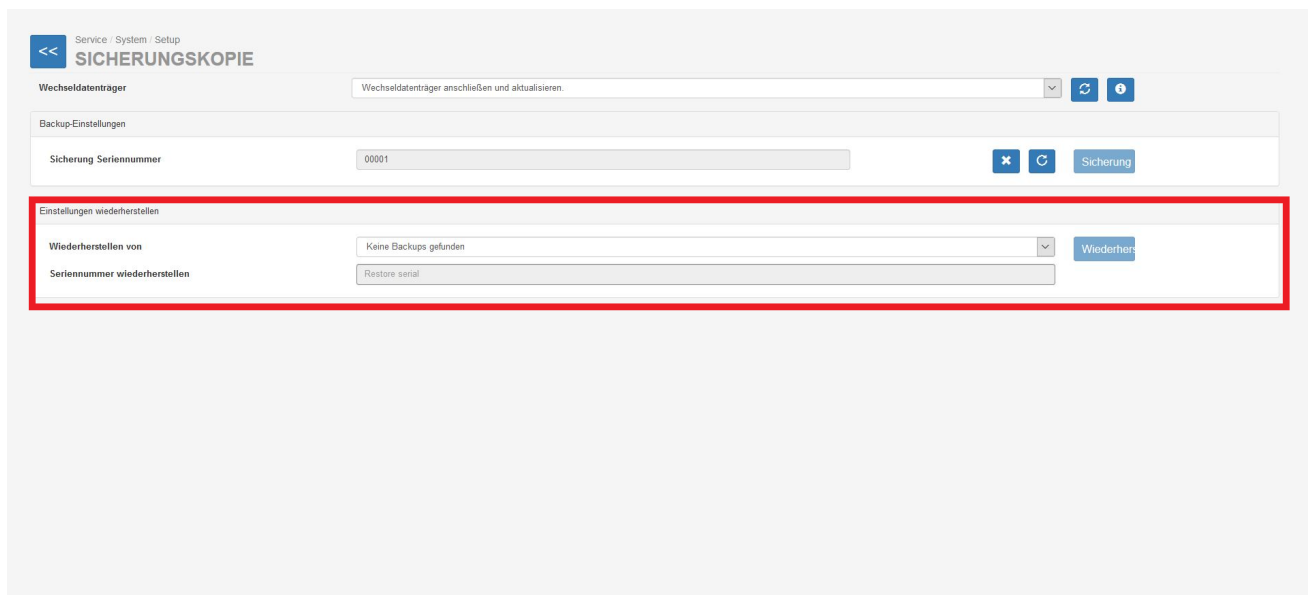 <<
Service / System / Setup
SICHERUNGSKOPIE
Wechseldatenträger
Wechseldatenträger anschließen und aktualisieren.
Backup-Einstellungen
Sicherung Seriennummer
00001
Sicherung
Einstellungen wiederherstellen
Wiederherstellen von
Keine Backups gefunden
Wiederhers
Seriennummer wiederherstellen
Restore serial